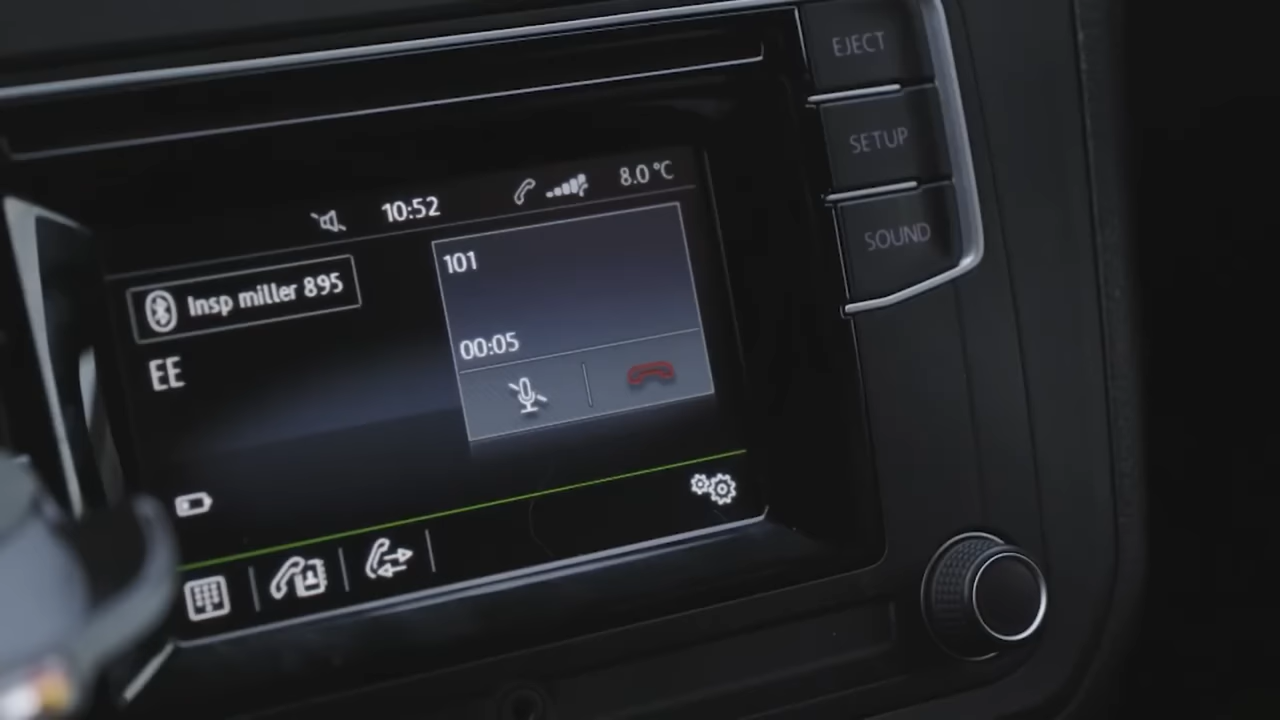 EJECT
SETUP
SOUND
10:52
8.0 °C
Insp miller 895
EE
101
00:05